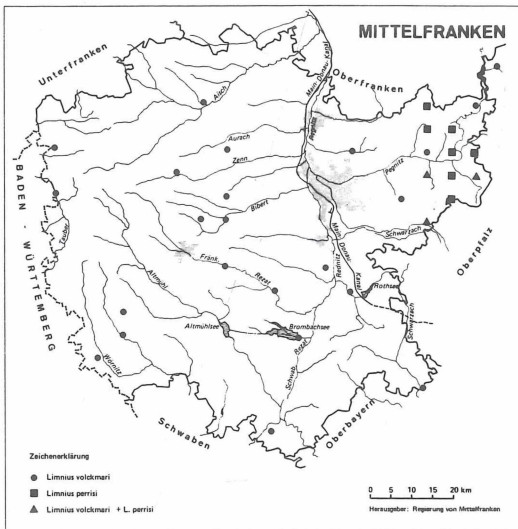 MITTELFRANKEN
Unterfranken
Oberfranken
Main-Donau-Kanal
Aisch
Regnitz
Aurach
Zenn
Pegnitz
Bibert
BADEN - WÜRTTEMBERG
Tauber
Schwarzach
Oberpfalz
Main-Donau-Kanal
Rednitz
Fränk. Rezat
Altmühl
Rothsee
Altmühlsee
Brombachsee
Schwarzach
Schwäb. Rezat
Wörnitz
Schwaben
Oberbayern
Zeichenerklärung
Limnius volckmari
Limnius perrisi
Limnius volckmari + L. perrisi
0 5 10 15 20 km
Herausgeber: Regierung von Mittelfranken